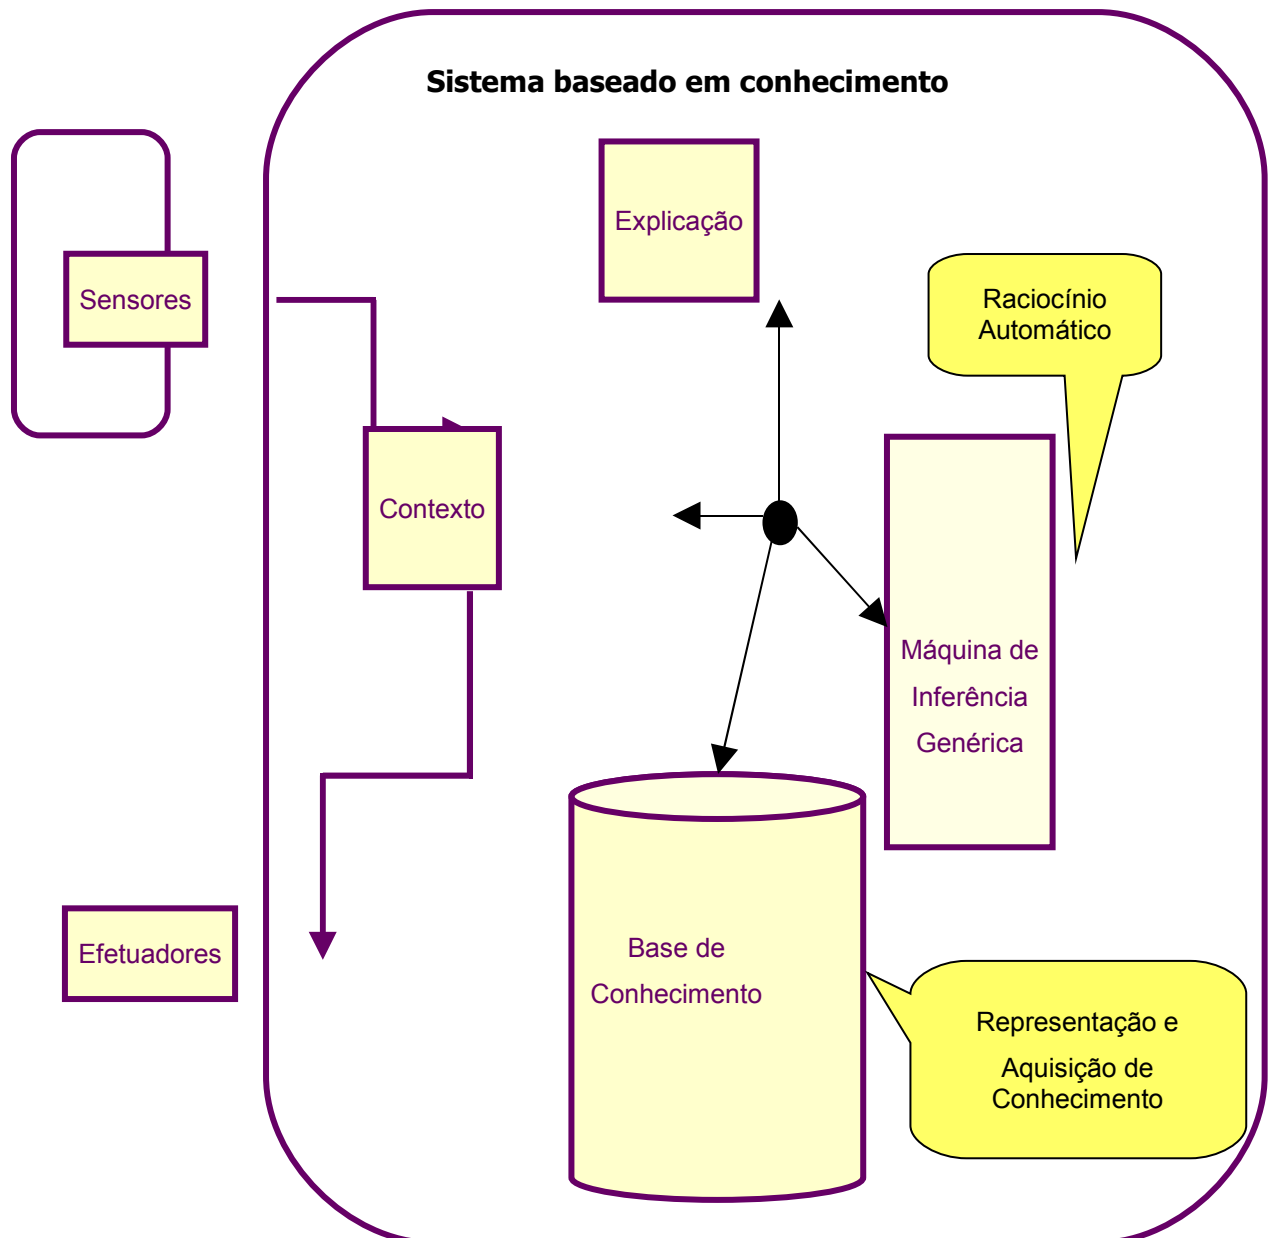 Sistema baseado em conhecimento
Explicação
Sensores
Raciocínio
Automático
Contexto
Máquina de
Inferência
Genérica
Efetuadores
Base de
Conhecimento
Representação e
Aquisição de
Conhecimento